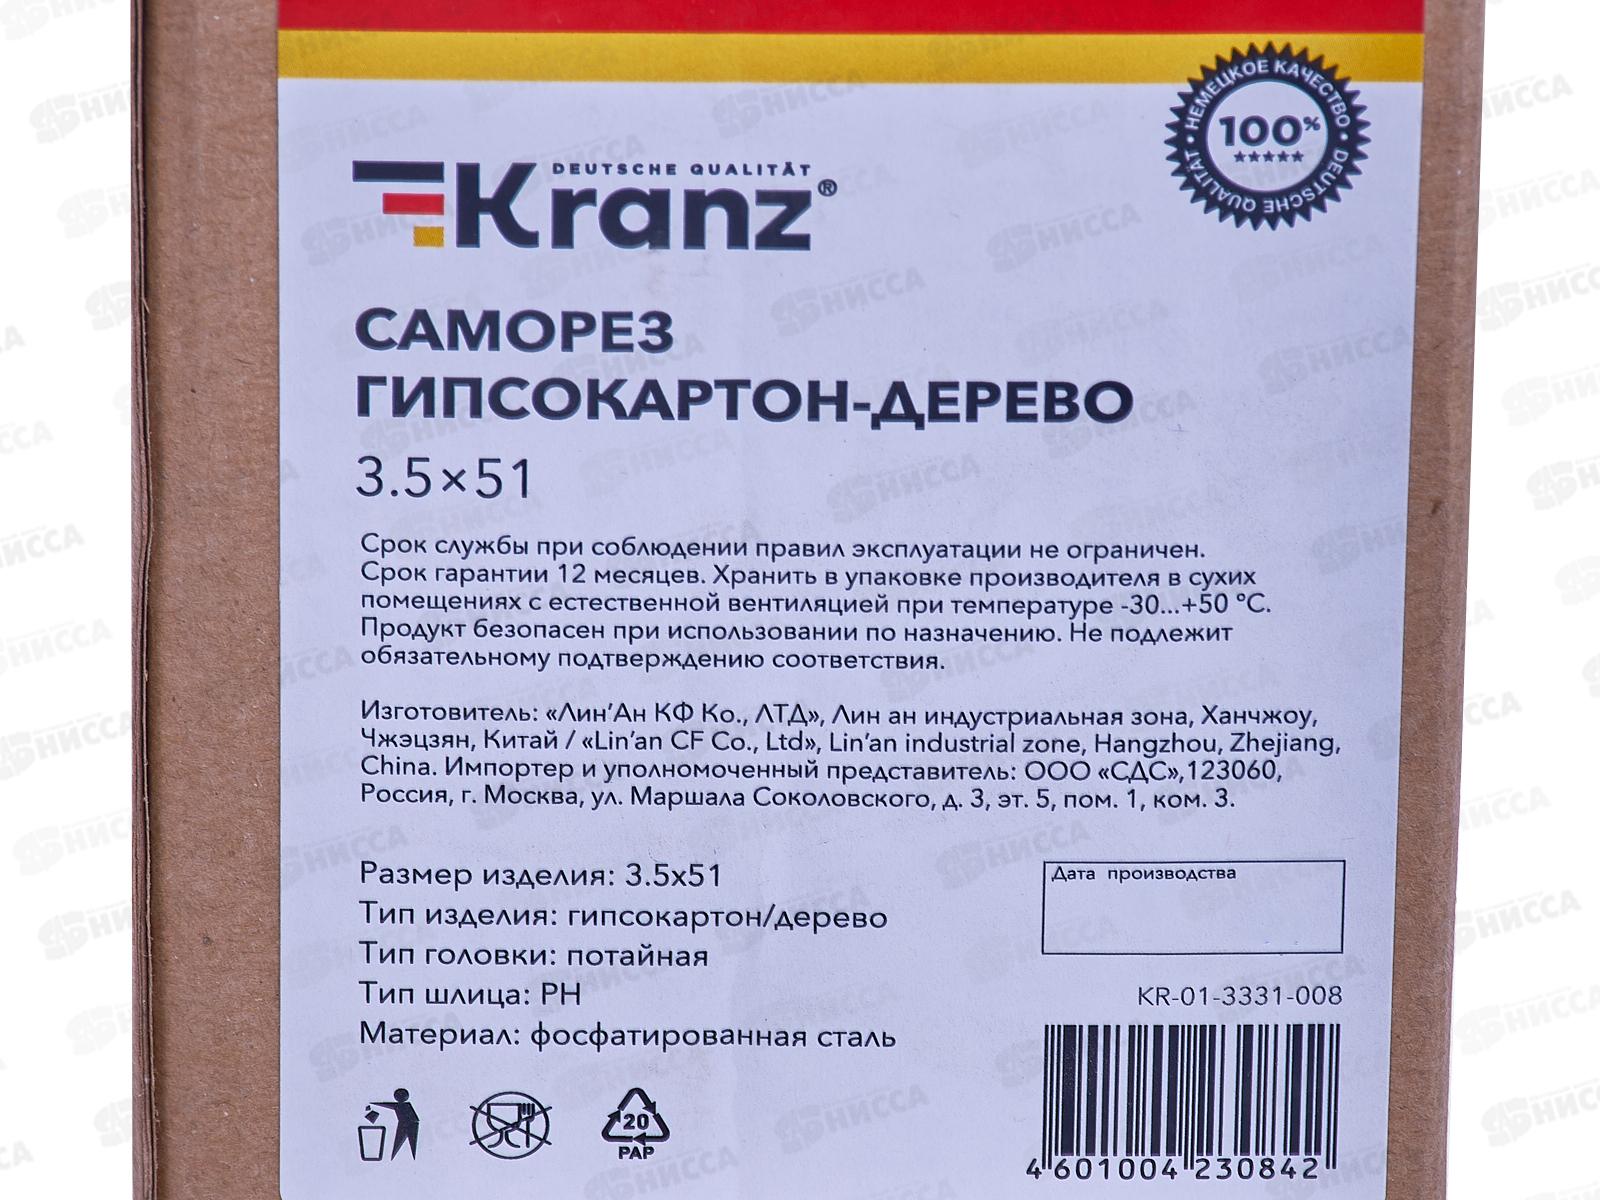 НЕМЕЦКОЕ КАЧЕСТВО • DEUTSCHE QUALITÄT •
100%
DEUTSCHE QUALITÄT
Kranz®
САМОРЕЗ
ГИПСОКАРТОН-ДЕРЕВО
3.5×51
Срок службы при соблюдении правил эксплуатации не ограничен.
Срок гарантии 12 месяцев. Хранить в упаковке производителя в сухих
помещениях с естественной вентиляцией при температуре -30...+50 °С.
Продукт безопасен при использовании по назначению. Не подлежит
обязательному подтверждению соответствия.
Изготовитель: «Лин'Ан КФ Ко., ЛТД», Лин ан индустриальная зона, Ханчжоу,
Чжэцзян, Китай / «Lin'an CF Co., Ltd», Lin'an industrial zone, Hangzhou, Zhejiang,
China. Импортер и уполномоченный представитель: ООО «СДС»,123060,
Россия, г. Москва, ул. Маршала Соколовского, д. 3, эт. 5, пом. 1, ком. 3.
Размер изделия: 3.5x51
Тип изделия: гипсокартон/дерево
Тип головки: потайная
Тип шлица: PH
Материал: фосфатированная сталь
Дата производства
KR-01-3331-008
4 601004 230842
20
PAP
НИССА